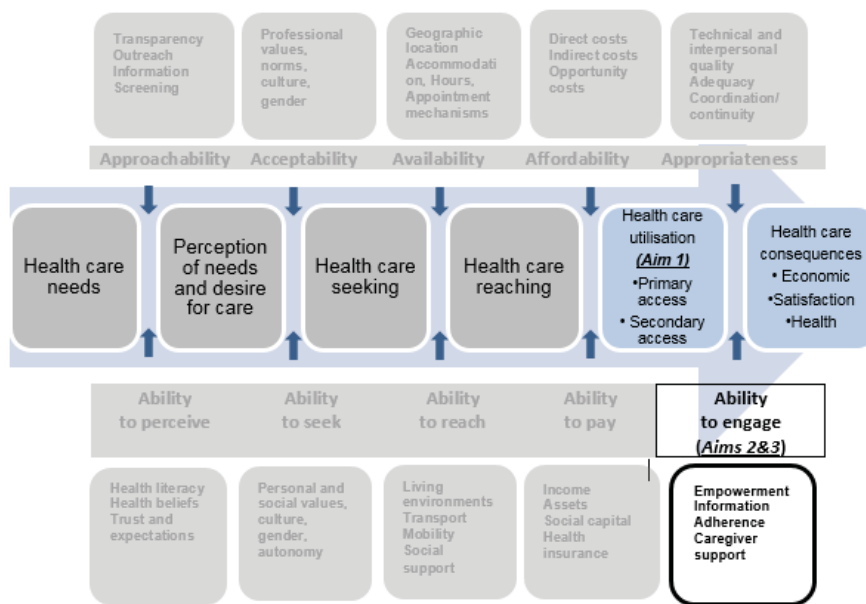 Transparency
Outreach
Information
Screening
Professional
values,
norms,
culture,
gender
Geographic
location
Accommodati
on, Hours,
Appointment
mechanisms
Direct costs
Indirect costs
Opportunity
costs
Technical and
interpersonal
quality
Adequacy
Coordination/
continuity
Approachability
Acceptability
Availability
Affordability
Appropriateness
Health care
needs
Perception
of needs
and desire
for care
Health care
seeking
Health care
reaching
Health care
utilisation
(Aim 1)
•Primary
access
• Secondary
access
Health care
consequences
• Economic
•Satisfaction
•Health
Ability
to perceive
Ability
to seek
Ability
to reach
Ability
to pay
Ability
to engage
(Aims 2&3)
Health literacy
Health beliefs
Trust and
expectations
Personal and
social values,
culture,
gender,
autonomy
Living
environments
Transport
Mobility
Social
support
Income
Assets
Social capital
Health
insurance
Empowerment
Information
Adherence
Caregiver
support